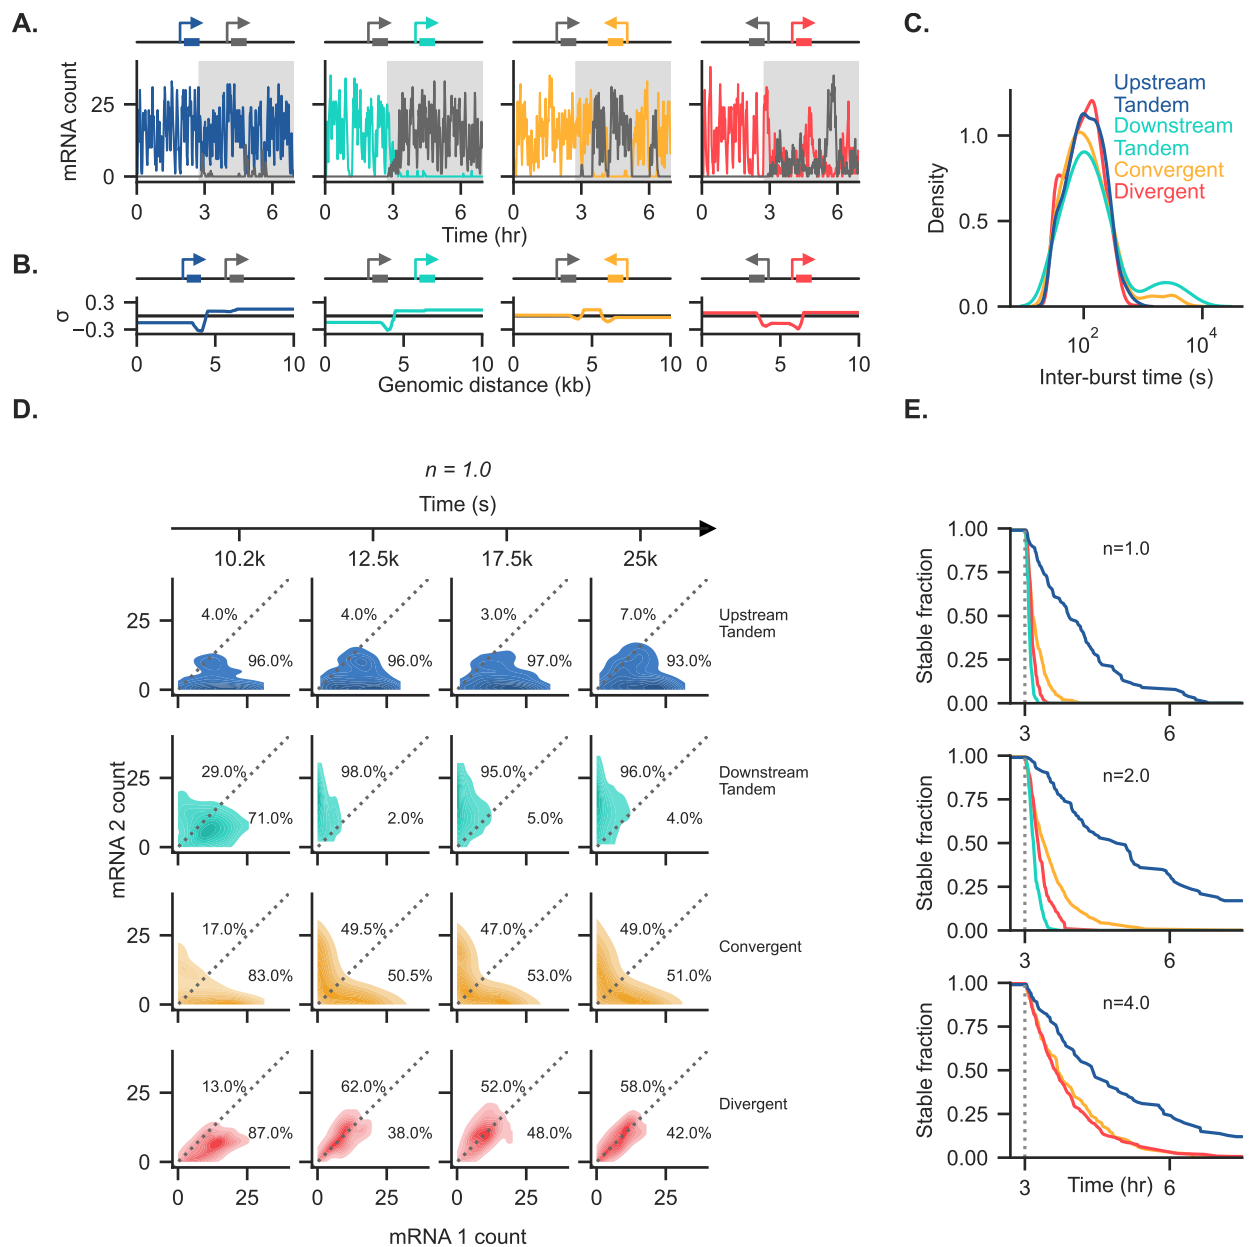 A.
mRNA count
25
0
0 3 6
0 3 6
0 3 6
0 3 6
Time (hr)
B.
σ
0.3
−0.3
0 5
0 5
0 5
0 5 10
Genomic distance (kb)
C.
Upstream
Tandem
Downstream
Tandem
Convergent
Divergent
Density
1.0
0.5
0.0
10² 10⁴
Inter-burst time (s)
D.
n = 1.0
Time (s)
10.2k 12.5k 17.5k 25k
mRNA 2 count
25
0
4.0% 96.0%
4.0% 96.0%
3.0% 97.0%
7.0% 93.0%
Upstream
Tandem
25
0
29.0% 71.0%
98.0% 2.0%
95.0% 5.0%
96.0% 4.0%
Downstream
Tandem
25
0
17.0% 83.0%
49.5% 50.5%
47.0% 53.0%
49.0% 51.0%
Convergent
25
0
13.0% 87.0%
62.0% 38.0%
52.0% 48.0%
58.0% 42.0%
Divergent
0 25 0 25 0 25 0 25
mRNA 1 count
E.
Stable fraction
1.00
0.75
0.50
0.25
0.00
n=1.0
3 6
Stable fraction
1.00
0.75
0.50
0.25
0.00
n=2.0
3 6
Stable fraction
1.00
0.75
0.50
0.25
0.00
n=4.0
3 6
Time (hr)